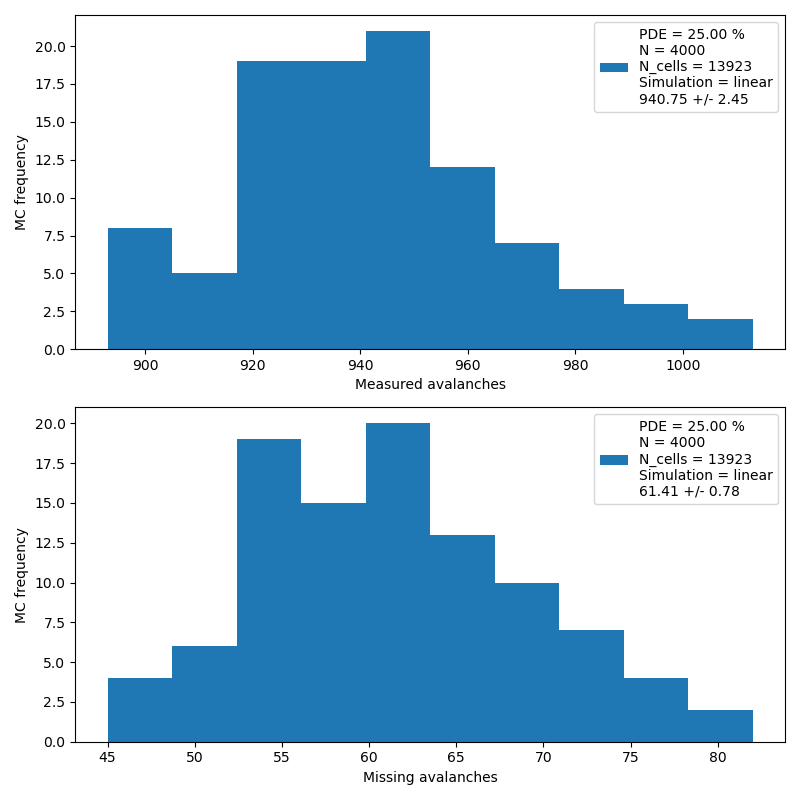 20.0
17.5
15.0
12.5
10.0
7.5
5.0
2.5
0.0
MC frequency
PDE = 25.00 %
N = 4000
N_cells = 13923
Simulation = linear
940.75 +/- 2.45
900 920 940 960 980 1000
Measured avalanches
20.0
17.5
15.0
12.5
10.0
7.5
5.0
2.5
0.0
MC frequency
PDE = 25.00 %
N = 4000
N_cells = 13923
Simulation = linear
61.41 +/- 0.78
45 50 55 60 65 70 75 80
Missing avalanches